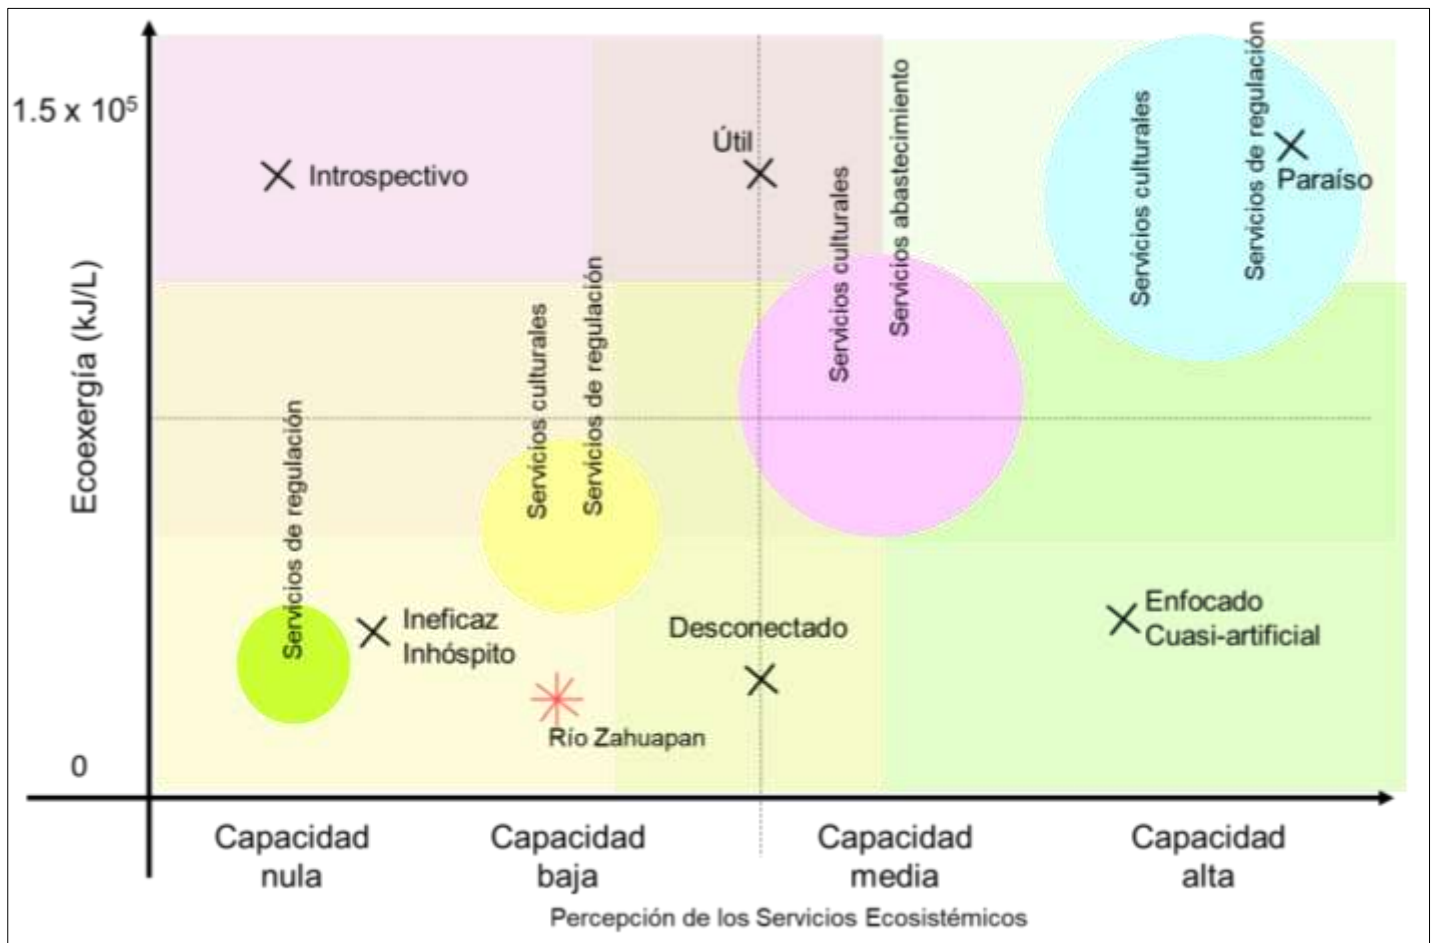 1.5 x 10⁵
Ecoexergía (kJ/L)
0
Introspectivo
Útil
Servicios culturales
Servicios abastecimiento
Servicios culturales
Servicios de regulación
Paraíso
Servicios de regulación
Servicios culturales
Servicios de regulación
Ineficaz
Inhóspito
Desconectado
Enfocado
Cuasi-artificial
Río Zahuapan
Capacidad
nula
Capacidad
baja
Capacidad
media
Capacidad
alta
Percepción de los Servicios Ecosistémicos